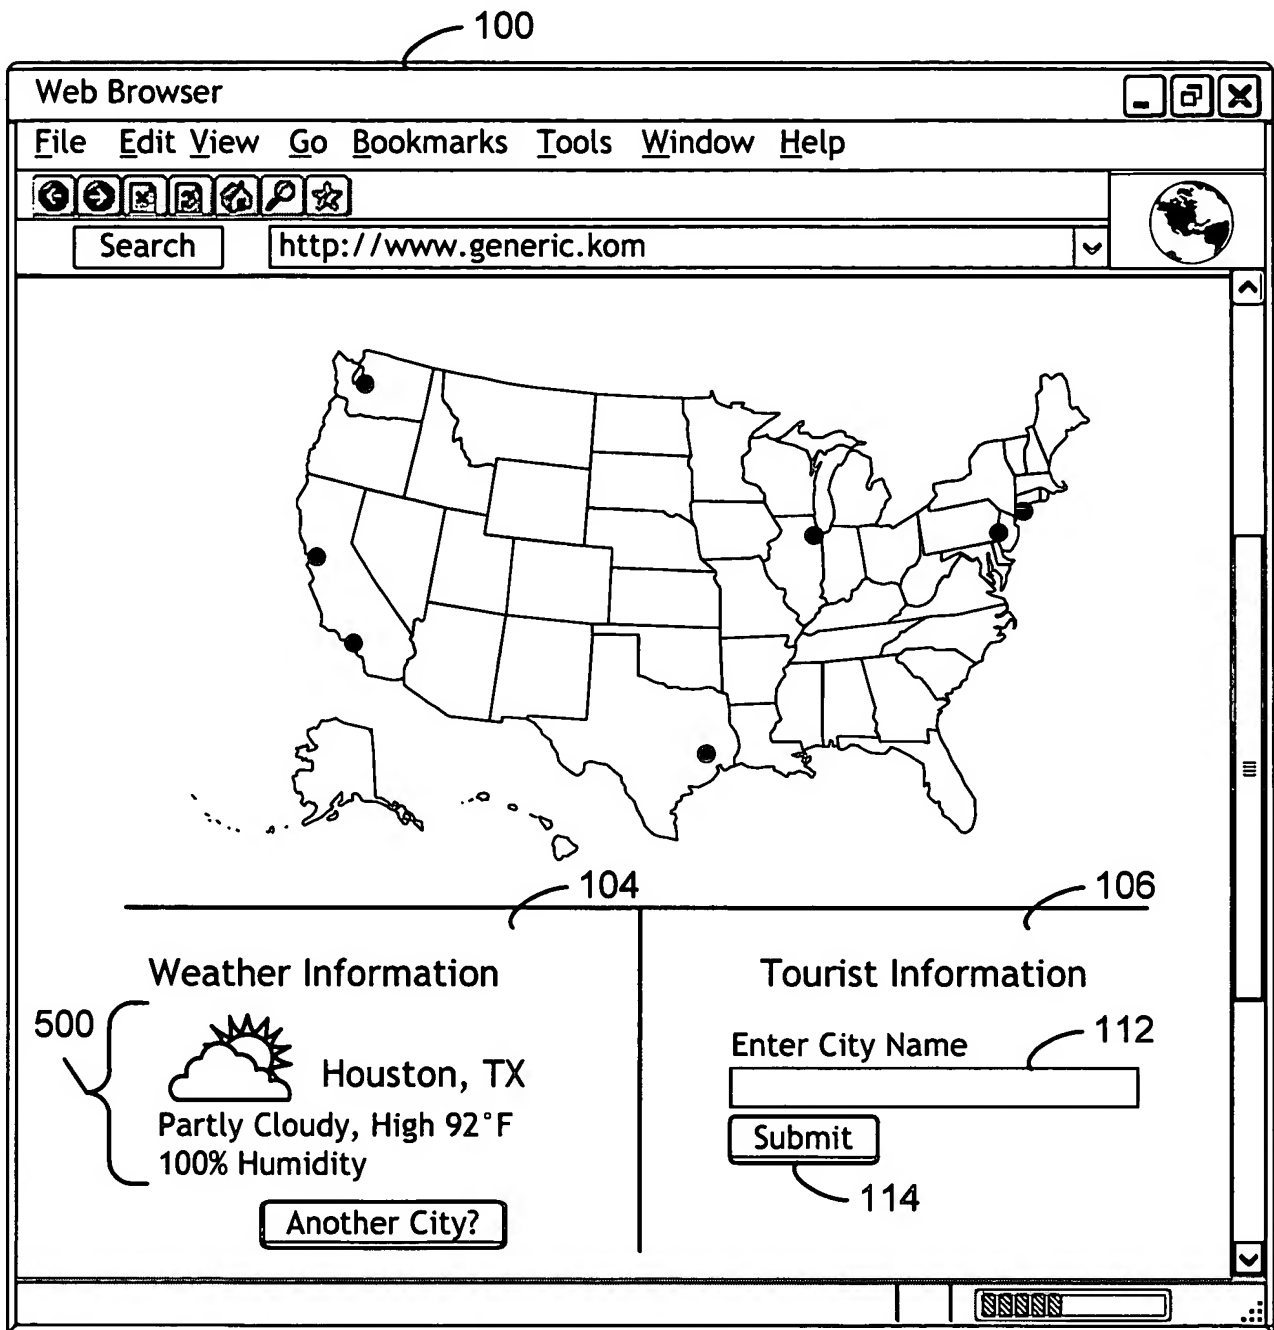 100
Web Browser
File Edit View Go Bookmarks Tools Window Help
Search http://www.generic.kom
104
106
Weather Information
Tourist Information
500
112
Enter City Name
Houston, TX
Partly Cloudy, High 92°F
Submit
100% Humidity
114
Another City?